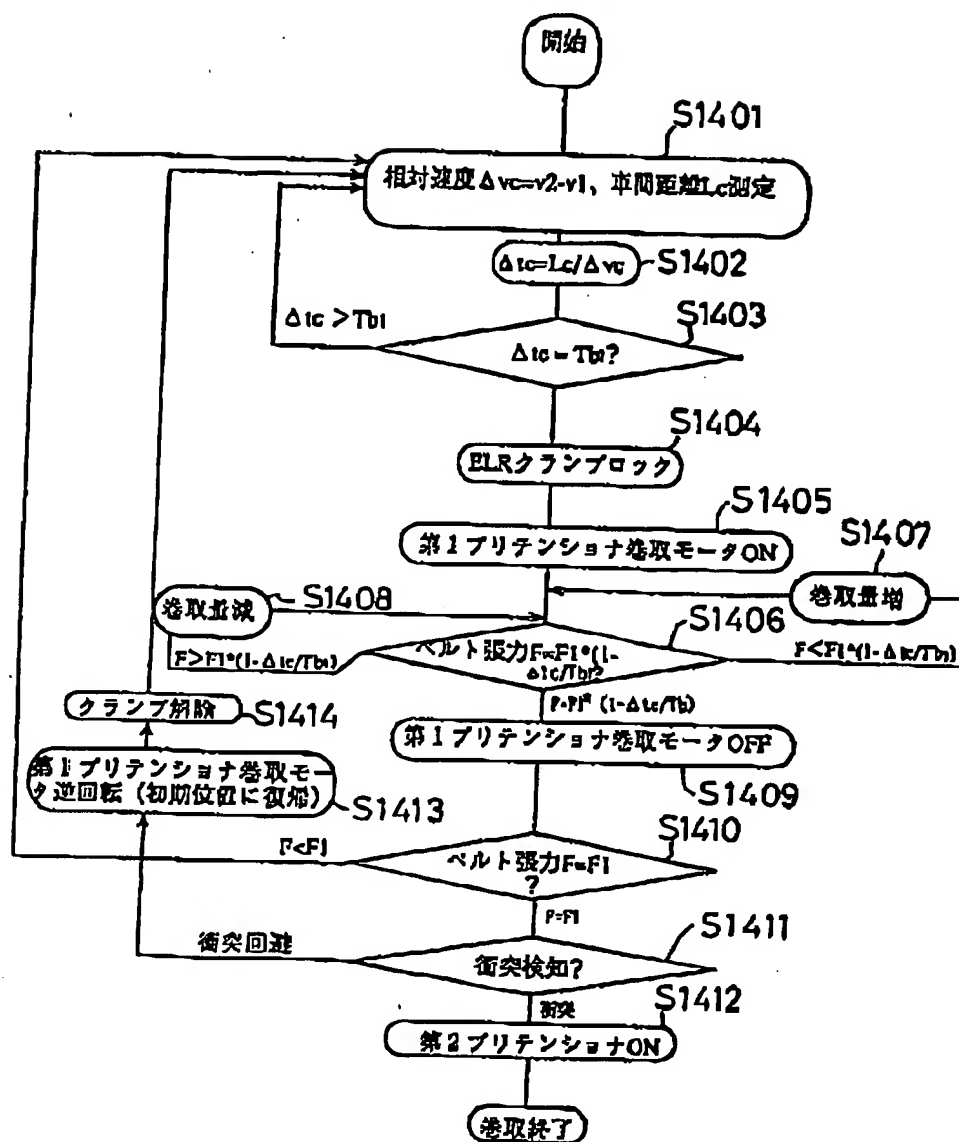 開始
S1401
相対速度Δvc=v2-v1、車間距離Lc測定
Δtc=Lc/Δvc
S1402
Δtc>Tb1
S1403
Δtc=Tb1?
S1404
ELRクランプロック
S1405
第1プリテンショナ巻取モータON
S1407
巻取量増
巻取量減
S1408
S1406
ベルト張力F=F1*(1-
Δtc/Tb1?
F>F1*(1-Δtc/Tb1)
F<F1*(1-Δtc/Tb1)
F=F1* (1-Δtc/Tb)
クランプ解除
S1414
第1プリテンショナ巻取モータOFF
S1409
第1プリテンショナ巻取モー
タ逆回転(初期位置に復帰)
S1413
S1410
F<F1
ベルト張力F=F1
?
F=F1
S1411
衝突回避
衝突検知?
衝突
S1412
第2プリテンショナON
巻取終了